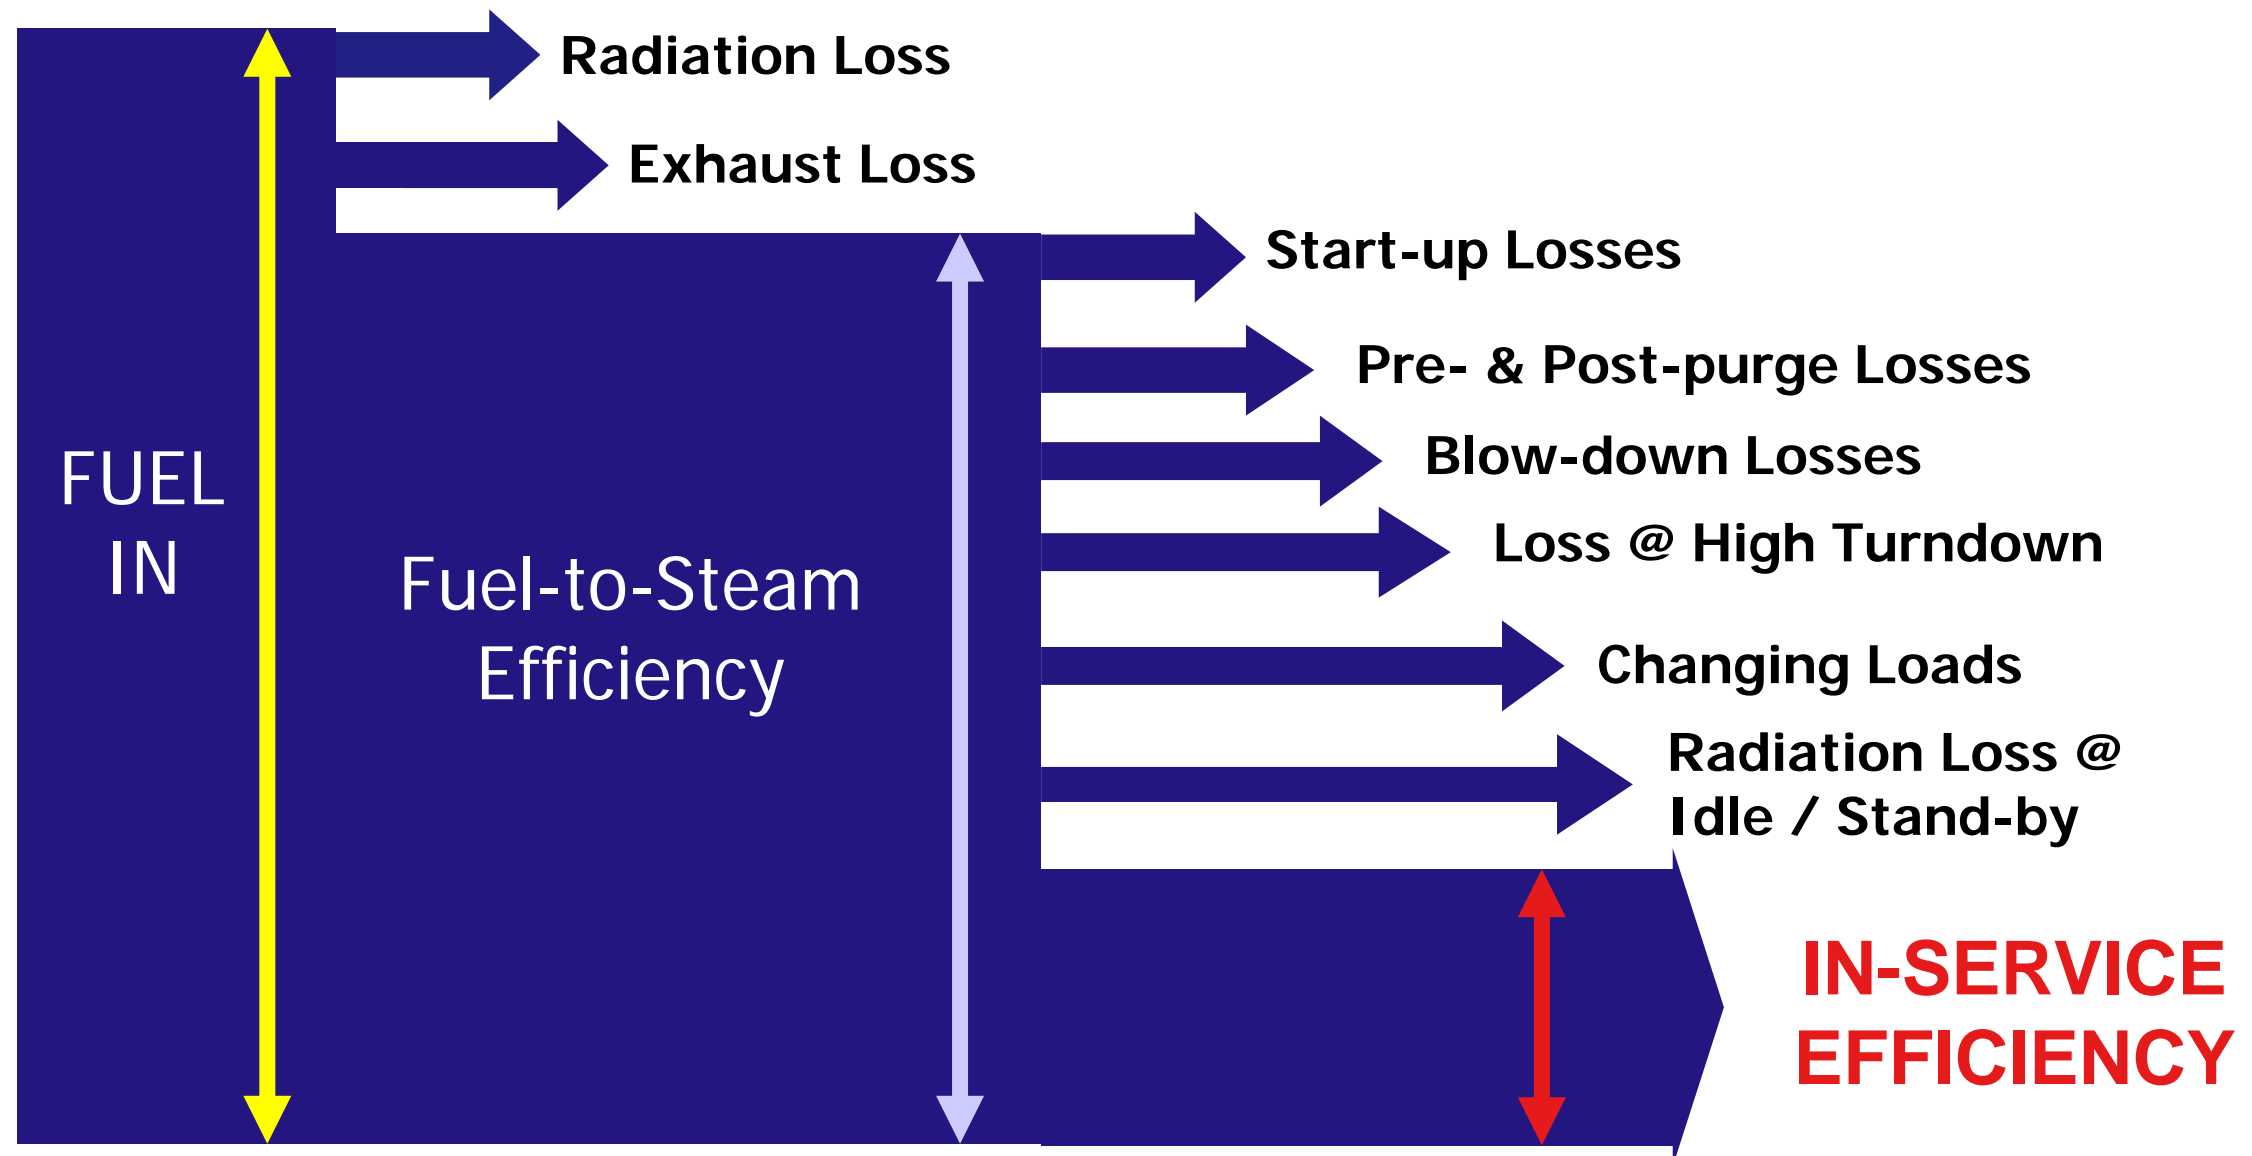 Radiation Loss
Exhaust Loss
Start-up Losses
Pre- & Post-purge Losses
Blow-down Losses
Loss @ High Turndown
Changing Loads
Radiation Loss @
Idle / Stand-by
FUEL
IN
Fuel-to-Steam
Efficiency
IN-SERVICE
EFFICIENCY